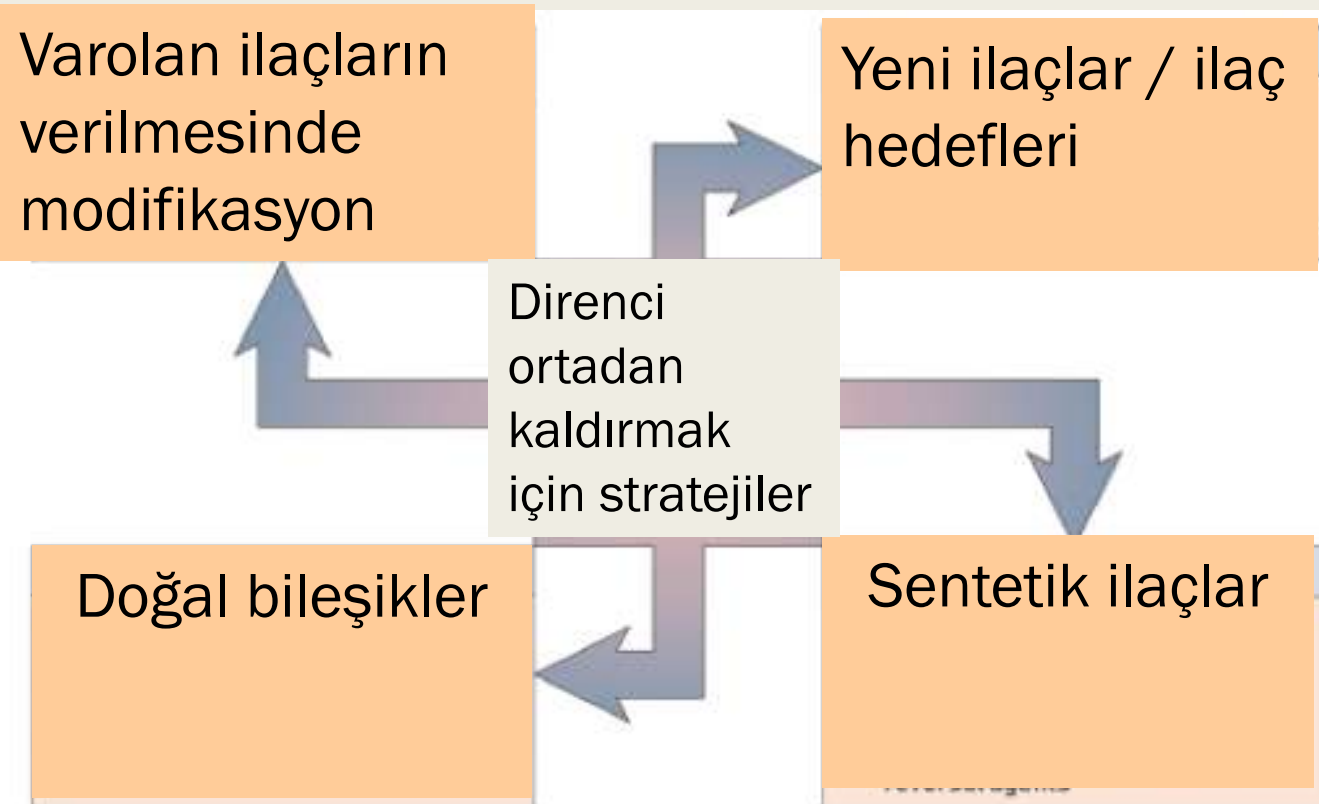 Varolan ilaçların
verilmesinde
modifikasyon
Yeni ilaçlar / ilaç
hedefleri
Direnci
ortadan
kaldırmak
için stratejiler
Doğal bileşikler
Sentetik ilaçlar